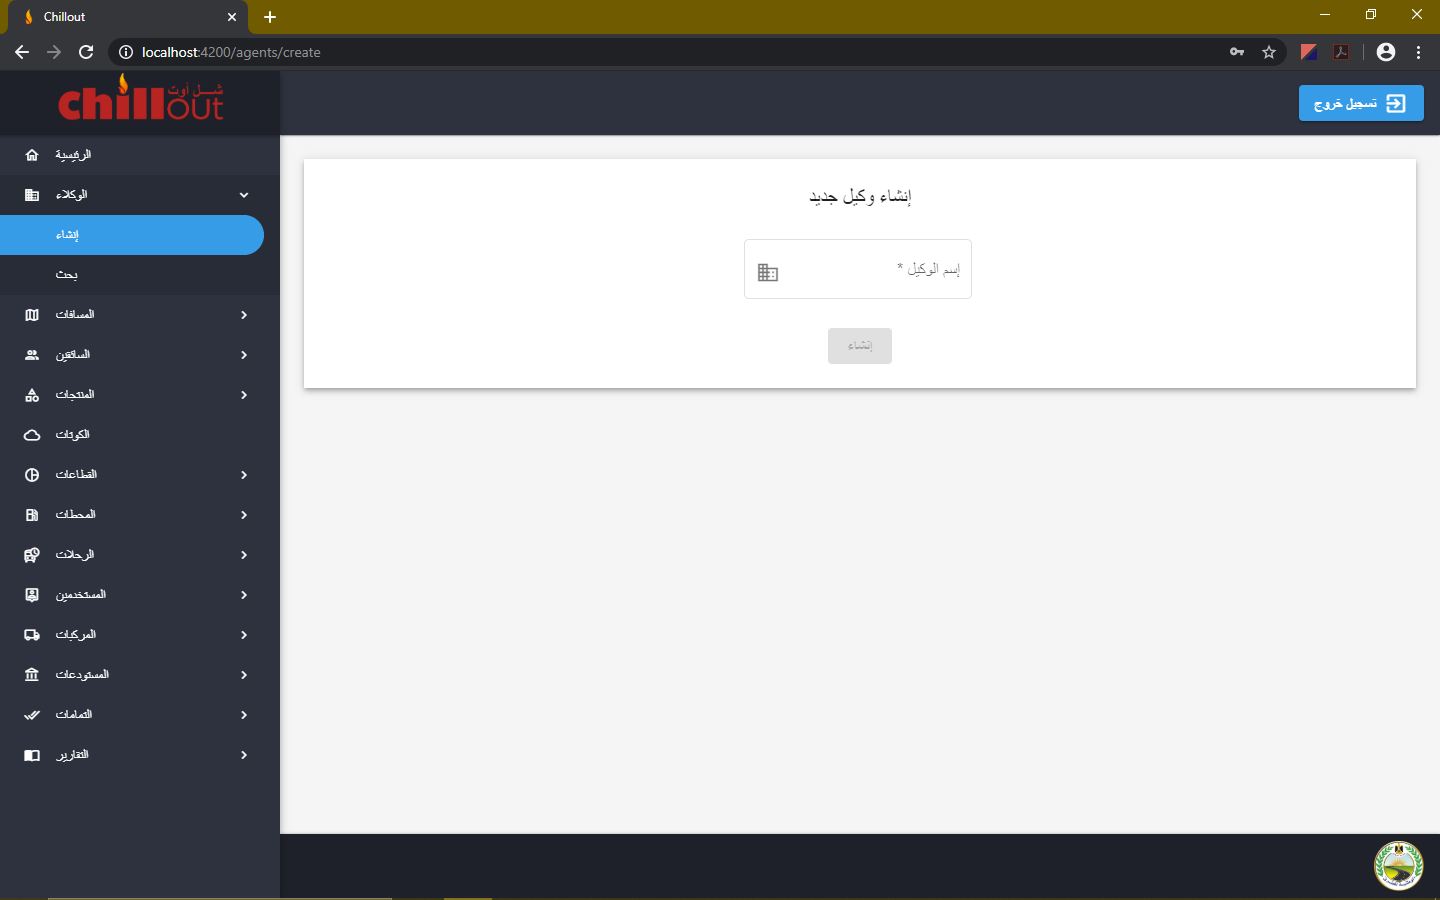 Chillout
localhost:4200/agents/create
شل أوت
chillout
تسجيل خروج
الرئيسية
الوكلاء
إنشاء
بحث
المسافات
السائقين
المنتجات
الكوتات
القطاعات
المحطات
الرحلات
المستخدمين
المركبات
المستودعات
التمامات
التقارير
إنشاء وكيل جديد
إسم الوكيل *
إنشاء